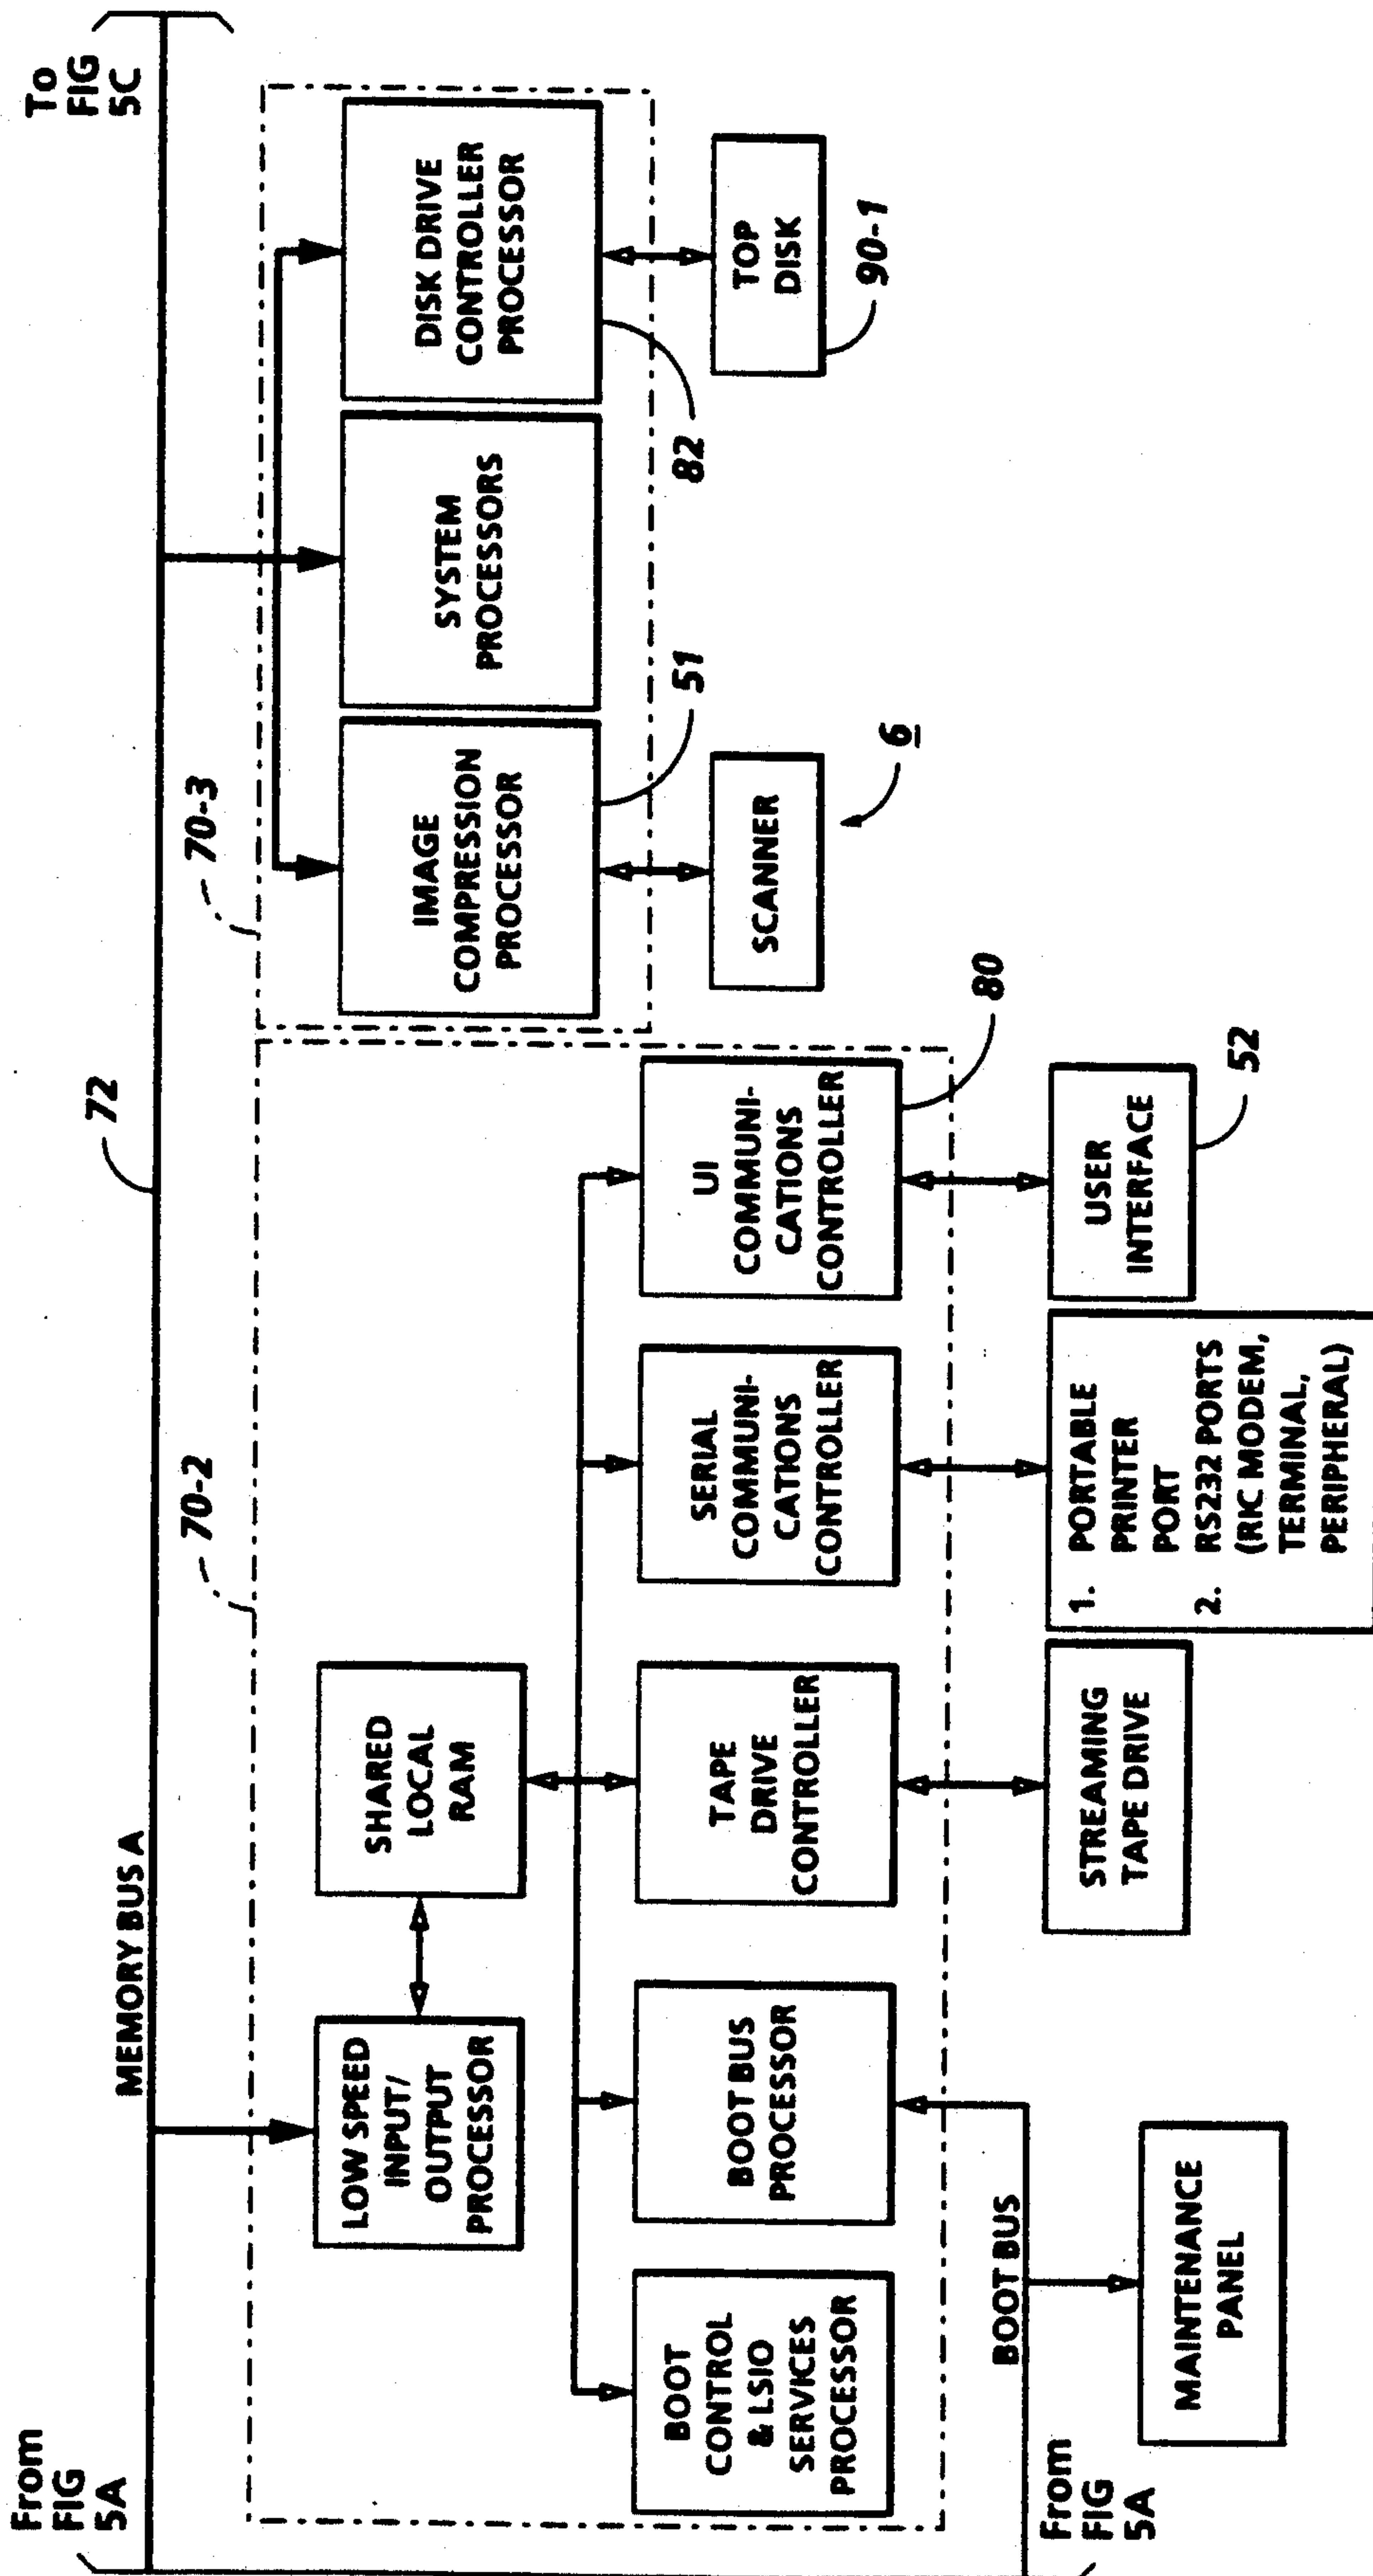 From
FIG
5A
To
FIG
5C
MEMORY BUS A
72
70-2
70-3
LOW SPEED
INPUT/
OUTPUT
PROCESSOR
SHARED
LOCAL
RAM
IMAGE
COMPRESSION
PROCESSOR
SYSTEM
PROCESSORS
DISK DRIVE
CONTROLLER
PROCESSOR
51
82
BOOT
CONTROL
& LSIO
SERVICES
PROCESSOR
BOOT BUS
PROCESSOR
TAPE
DRIVE
CONTROLLER
SERIAL
COMMUNI-
CATIONS
CONTROLLER
UI
COMMUNI-
CATIONS
CONTROLLER
80
SCANNER
6
TOP
DISK
90-1
BOOT BUS
From
FIG
5A
MAINTENANCE
PANEL
STREAMING
TAPE DRIVE
1. PORTABLE
PRINTER
PORT
2. RS232 PORTS
(RIC MODEM,
TERMINAL,
PERIPHERAL)
USER
INTERFACE
52